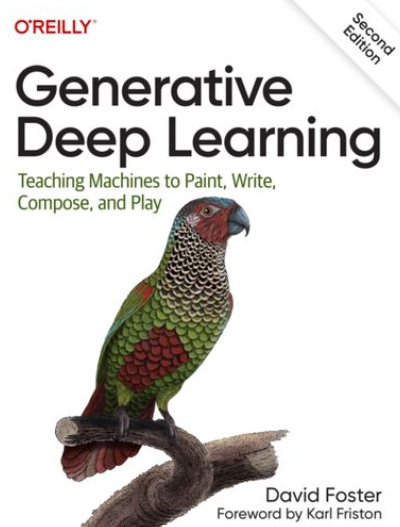 O'REILLY®
Second
Edition
Generative
Deep Learning
Teaching Machines to Paint, Write,
Compose, and Play
David Foster
Foreword by Karl Friston